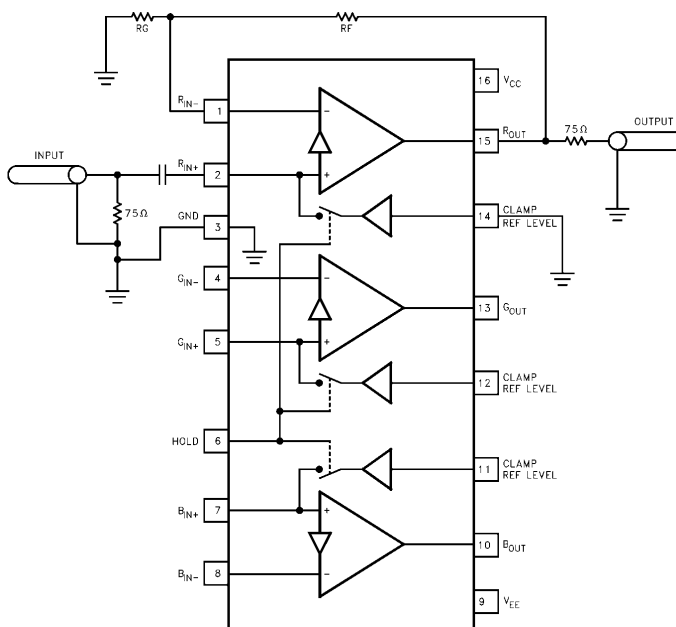 RG
RF
16 VCC
RIN- 1
15 ROUT
75Ω
OUTPUT
INPUT
RIN+ 2
75Ω
GND 3
14 CLAMP
REF LEVEL
GIN- 4
13 GOUT
GIN+ 5
12 CLAMP
REF LEVEL
HOLD 6
11 CLAMP
REF LEVEL
BIN+ 7
10 BOUT
BIN- 8
9 VEE
-
+
-
+
+
-